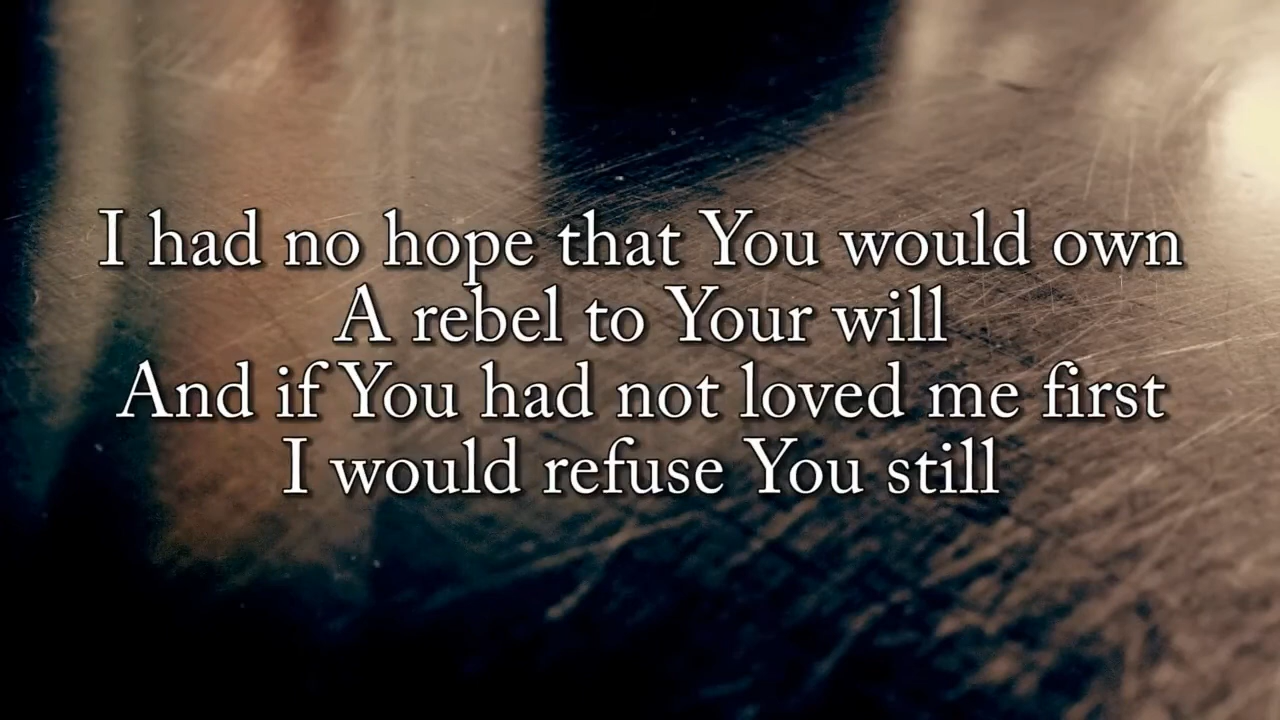 I had no hope that You would own
A rebel to Your will
And if You had not loved me first
I would refuse You still